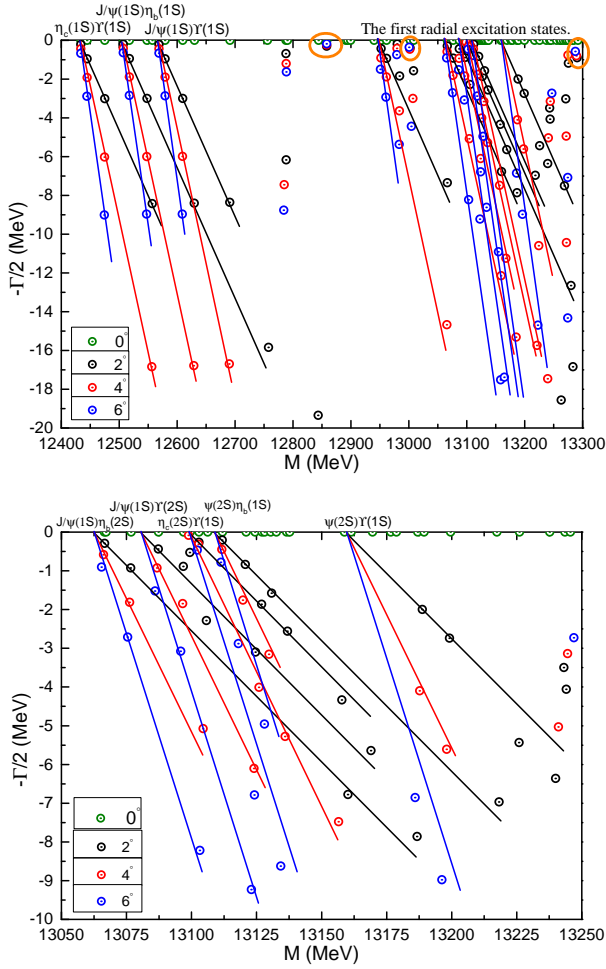 J/ψ(1S)η_b(1S)
η_c(1S)Υ(1S) J/ψ(1S)Υ(1S)
The first radial excitation states.
0
-2
-4
-6
-8
-10
-12
-14
-16
-18
-20
-Γ/2 (MeV)
0°
2°
4°
6°
12400 12500 12600 12700 12800 12900 13000 13100 13200 13300
M (MeV)
J/ψ(1S)Υ(2S) ψ(2S)η_b(1S)
J/ψ(1S)η_b(2S) η_c(2S)Υ(1S) ψ(2S)Υ(1S)
0
-1
-2
-3
-4
-5
-6
-7
-8
-9
-10
-Γ/2 (MeV)
0°
2°
4°
6°
13050 13075 13100 13125 13150 13175 13200 13225 13250
M (MeV)